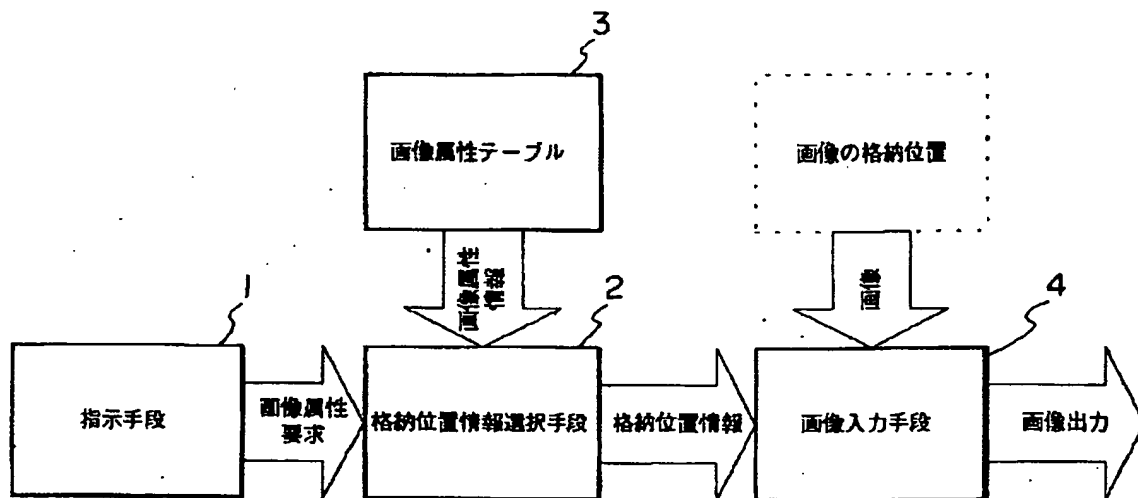 3
画像属性テーブル
画像の格納位置
画像属性
情報
画像
1
2
4
指示手段
画像属性
要求
格納位置情報選択手段
格納位置情報
画像入力手段
画像出力